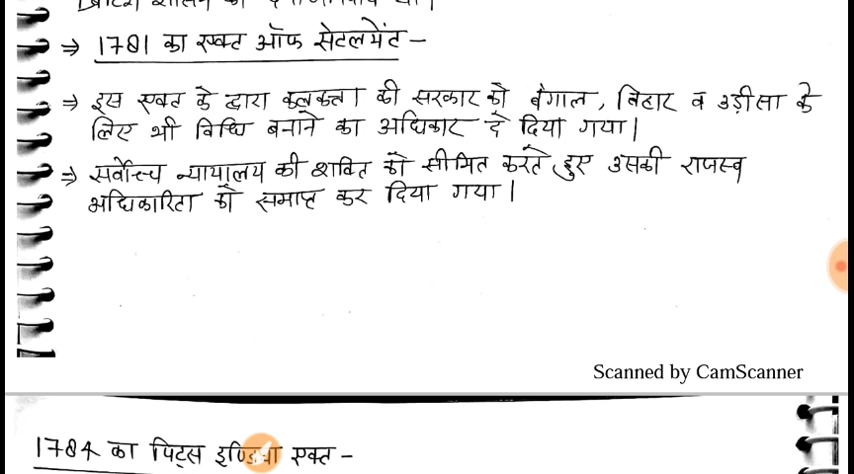 ⇒ 1781 का एक्ट ऑफ सेटलमेंट -
⇒ इस एक्ट के द्वारा कलकत्ता की सरकार को बंगाल, बिहार व उड़ीसा के
लिए भी विधि बनाने का अधिकार दे दिया गया।
⇒ सर्वोच्च न्यायालय की शक्ति को सीमित करते हुए उसकी राजस्व
अधिकारिता को समाप्त कर दिया गया।
Scanned by CamScanner
1784 का पिट्स इण्डिया एक्ट -